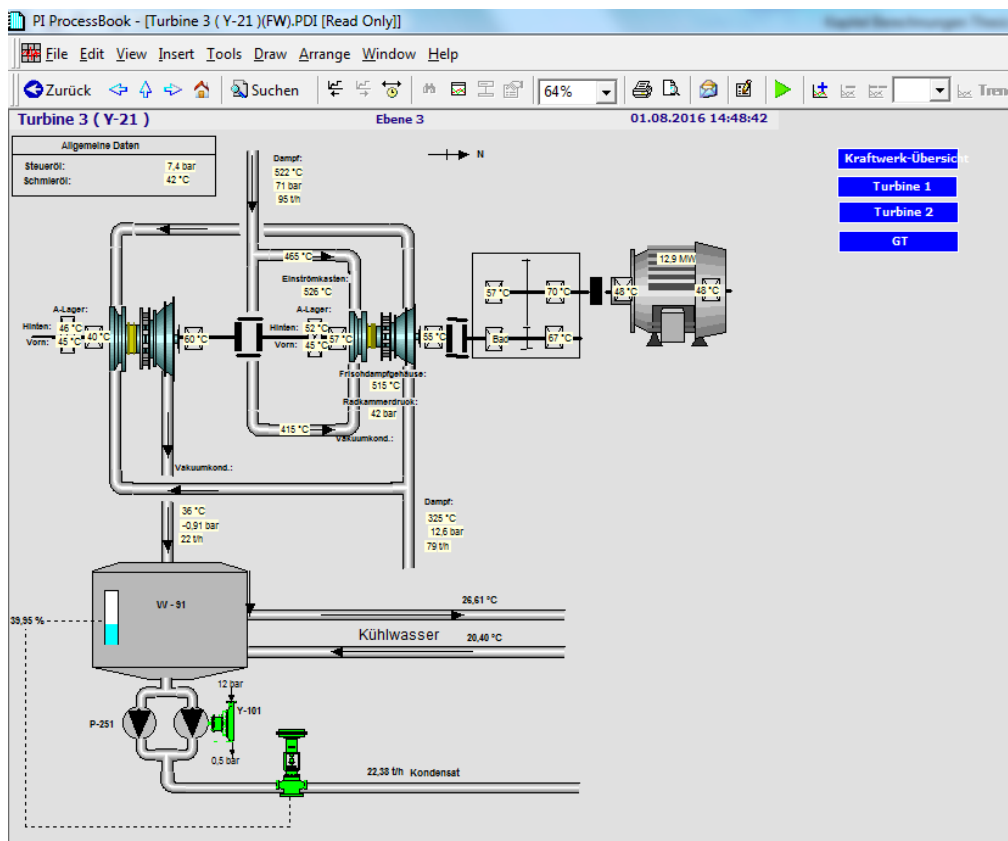 PI ProcessBook - [Turbine 3 ( Y-21 )(FW).PDI [Read Only]]
File Edit View Insert Tools Draw Arrange Window Help
Zurück Suchen 64% Tren
Turbine 3 ( Y-21 ) Ebene 3 01.08.2016 14:48:42
Allgemeine Daten
Steueröl: 7,4 bar
Schmieröl: 42 °C
Dampf:
522 °C
71 bar
95 t/h
N
Kraftwerk-Übersicht
Turbine 1
Turbine 2
GT
465 °C
Einströmkasten:
526 °C
12,9 MW
A-Lager:
Hinten: 46 °C
Vorn: 45 °C
40 °C
60 °C
A-Lager:
Hinten: 52 °C
Vorn: 45 °C
57 °C
55 °C
57 °C 70 °C
Bad 67 °C
48 °C 48 °C
Frischdampfgehäuse:
515 °C
Radkammerdruck:
42 bar
415 °C
Vakuumkond.:
Vakuumkond.:
36 °C
-0,91 bar
22 t/h
Dampf:
325 °C
12,6 bar
79 t/h
W - 91
39,95 %
26,61 °C
Kühlwasser 20,40 °C
12 bar
P-251 Y-101
0,5 bar
22,38 t/h Kondensat